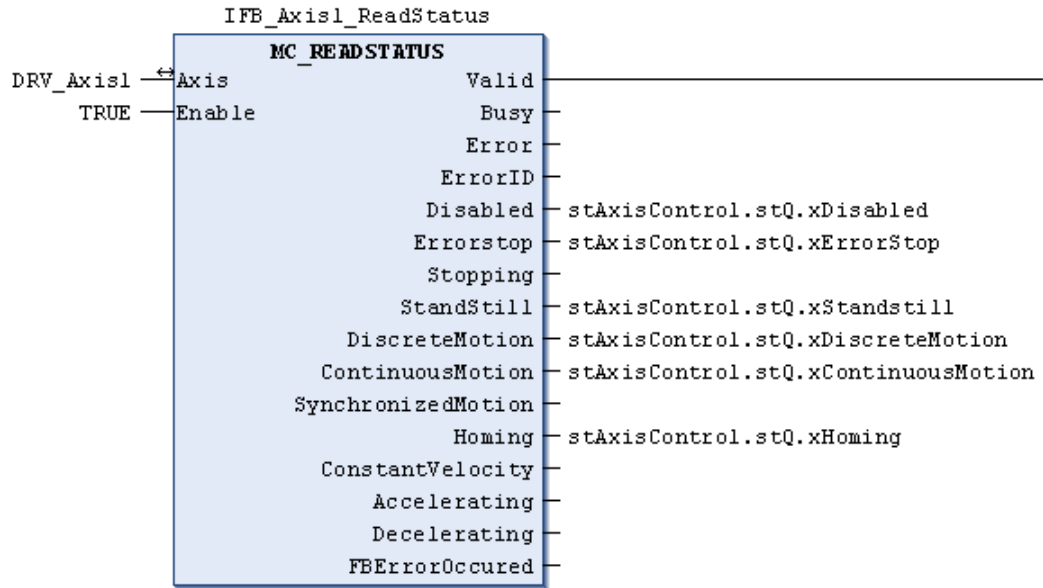 IFB_Axis1_ReadStatus
MC_READSTATUS
DRV_Axis1 Axis Valid
TRUE Enable Busy
Error
ErrorID
Disabled stAxisControl.stQ.xDisabled
Errorstop stAxisControl.stQ.xErrorStop
Stopping
StandStill stAxisControl.stQ.xStandstill
DiscreteMotion stAxisControl.stQ.xDiscreteMotion
ContinuousMotion stAxisControl.stQ.xContinuousMotion
SynchronizedMotion
Homing stAxisControl.stQ.xHoming
ConstantVelocity
Accelerating
Decelerating
FBErrorOccured